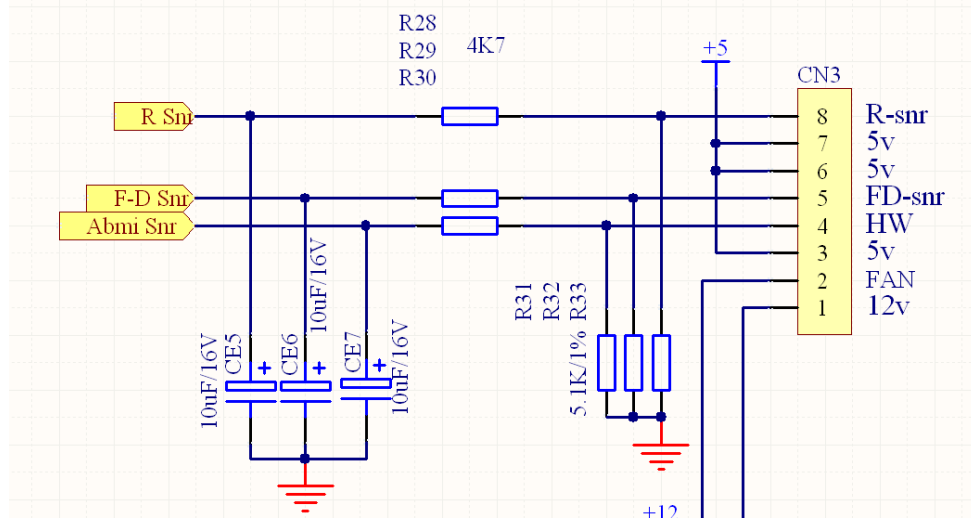 R28
R29
R30
4K7
+5
CN3
R Snr
8
R-snr
7
5v
6
5v
F-D Snr
5
FD-snr
Abmi Snr
4
HW
3
5v
2
FAN
1
12v
10uF/16V
CE5
CE6
10uF/16V
CE7
10uF/16V
R31
R32
5.1K/1%
R33
+12